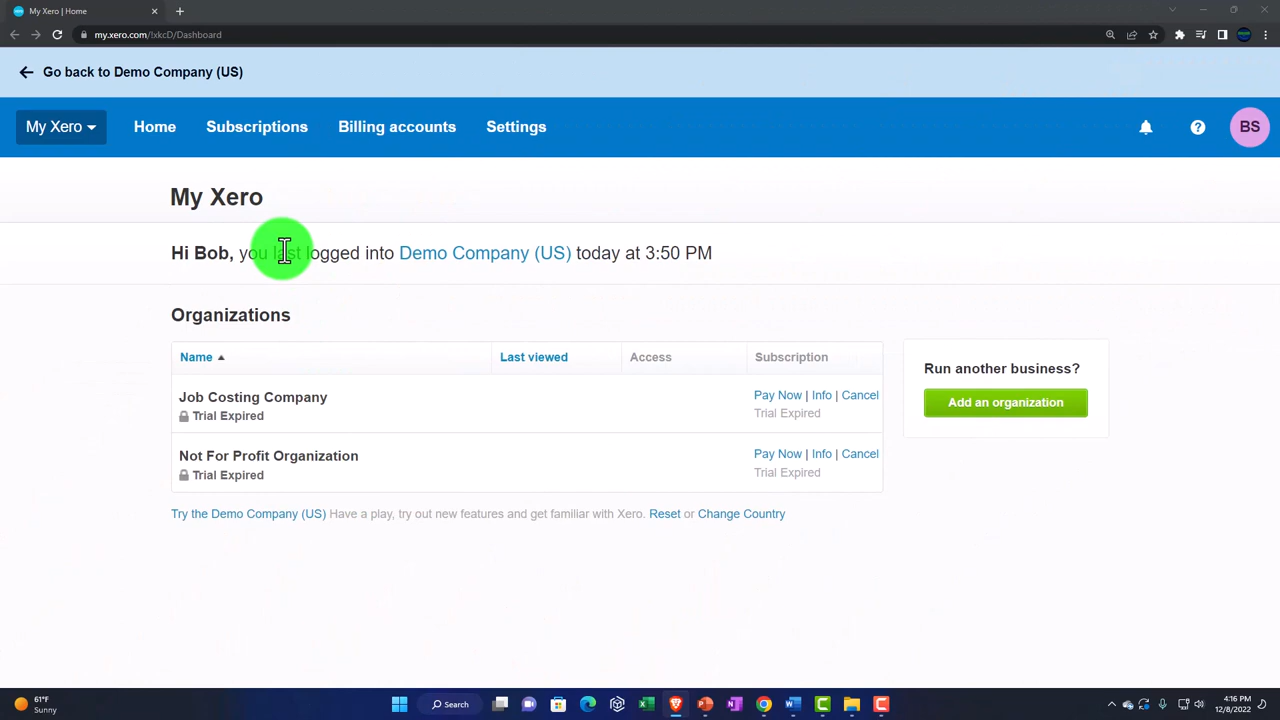 My Xero | Home
my.xero.com/!xkcD/Dashboard
Go back to Demo Company (US)
My Xero Home Subscriptions Billing accounts Settings BS
My Xero
Hi Bob, you last logged into Demo Company (US) today at 3:50 PM
Organizations
Name Last viewed Access Subscription
Job Costing Company
Trial Expired
Pay Now | Info | Cancel
Trial Expired
Not For Profit Organization
Trial Expired
Pay Now | Info | Cancel
Trial Expired
Run another business?
Add an organization
Try the Demo Company (US) Have a play, try out new features and get familiar with Xero. Reset or Change Country
61°F
Sunny
Search
4:16 PM
12/8/2022